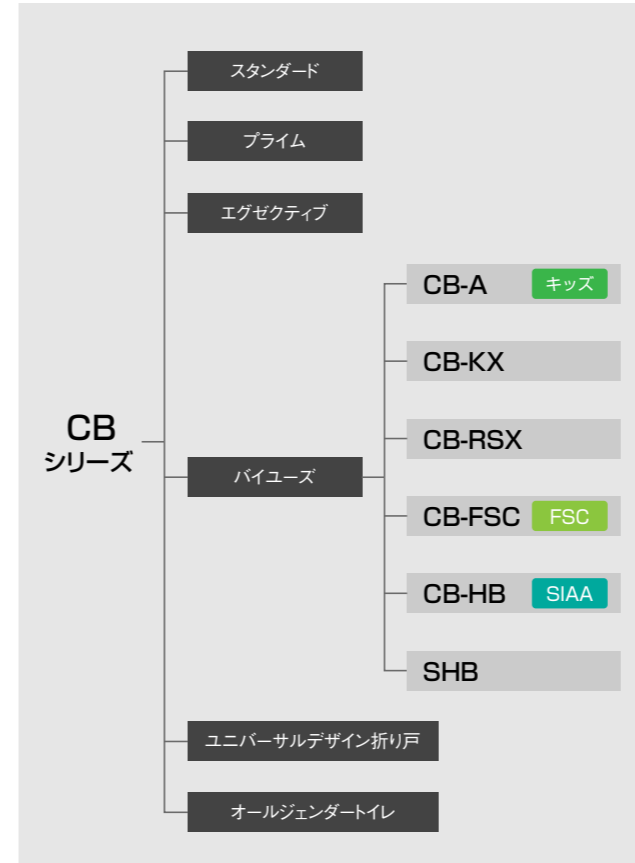 スタンダード
プライム
エグゼクティブ
CB
シリーズ
バイユーズ
CB-A キッズ
CB-KX
CB-RSX
CB-FSC FSC
CB-HB SIAA
SHB
ユニバーサルデザイン折り戸
オールジェンダートイレ